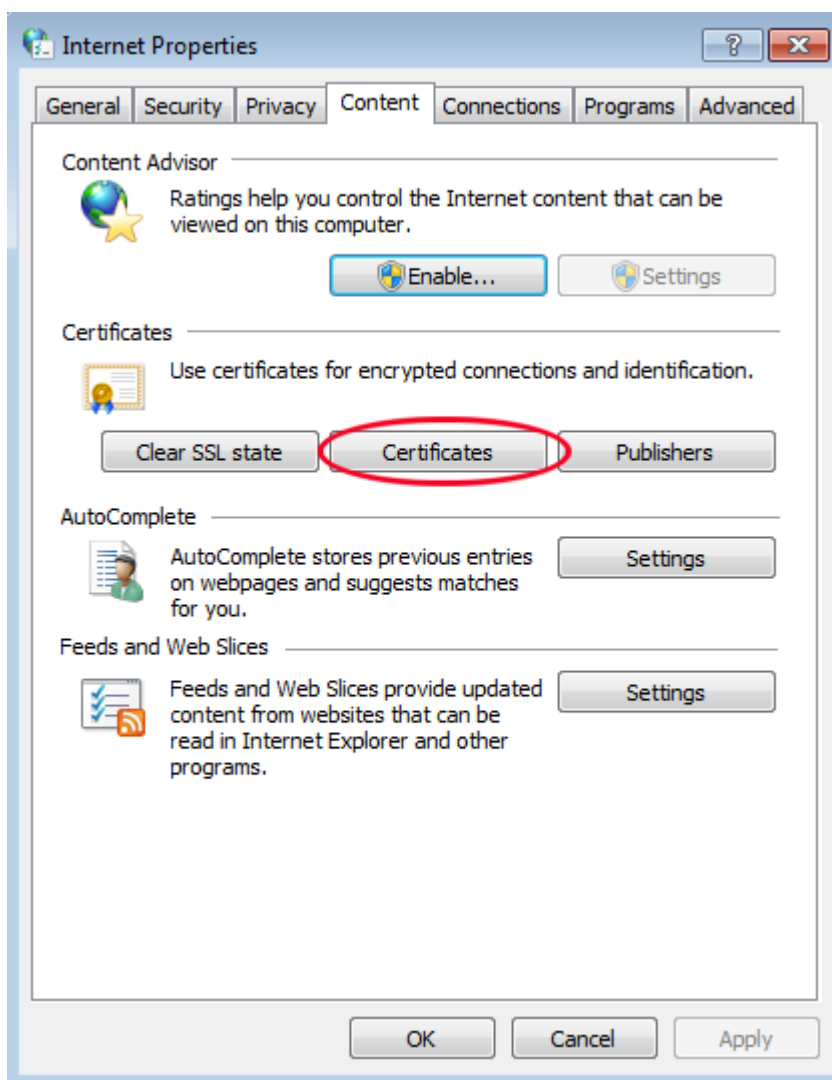 Internet Properties
General Security Privacy Content Connections Programs Advanced
Content Advisor
Ratings help you control the Internet content that can be
viewed on this computer.
Enable... Settings
Certificates
Use certificates for encrypted connections and identification.
Clear SSL state Certificates Publishers
AutoComplete
AutoComplete stores previous entries
on webpages and suggests matches
for you.
Settings
Feeds and Web Slices
Feeds and Web Slices provide updated
content from websites that can be
read in Internet Explorer and other
programs.
Settings
OK Cancel Apply